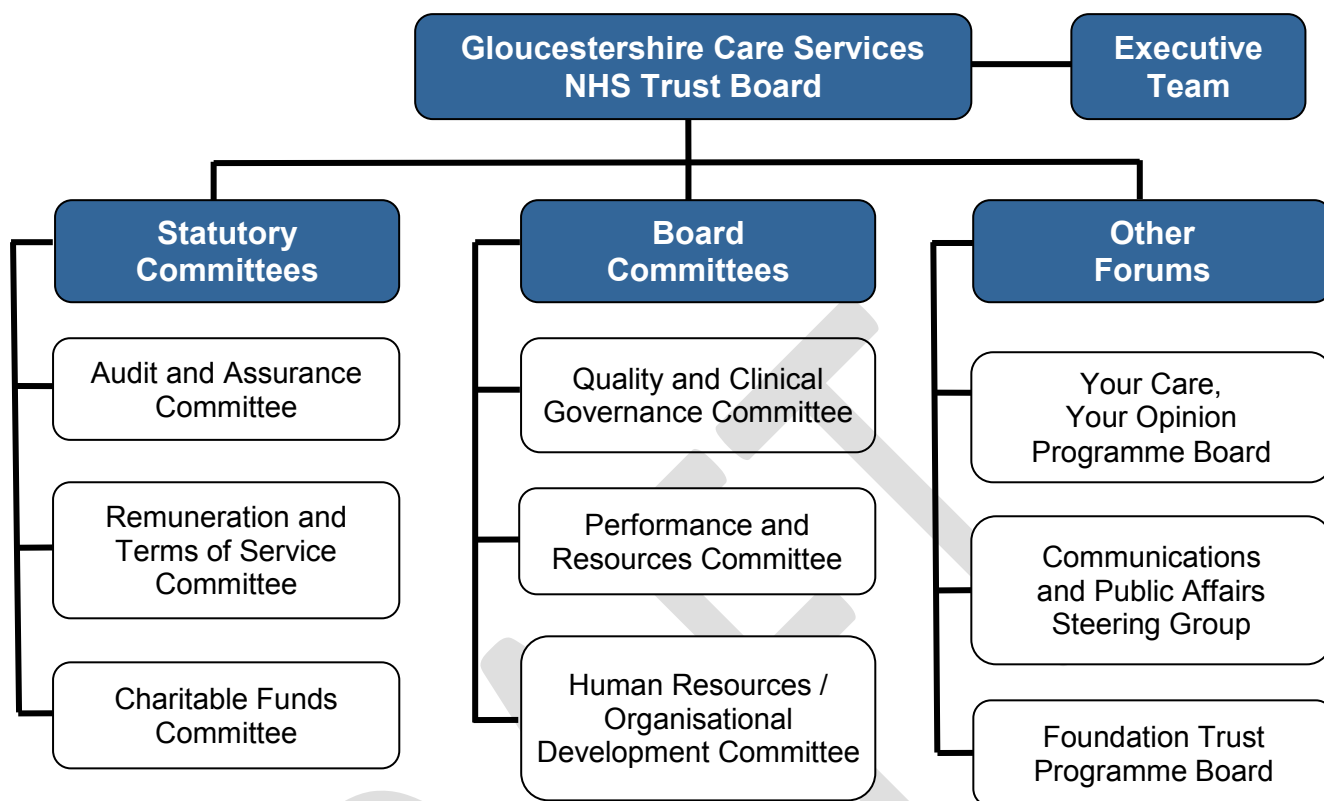 Gloucestershire Care Services
NHS Trust Board
Executive
Team
Statutory
Committees
Audit and Assurance
Committee
Remuneration and
Terms of Service
Committee
Charitable Funds
Committee
Board
Committees
Quality and Clinical
Governance Committee
Performance and
Resources Committee
Human Resources /
Organisational
Development Committee
Other
Forums
Your Care,
Your Opinion
Programme Board
Communications
and Public Affairs
Steering Group
Foundation Trust
Programme Board